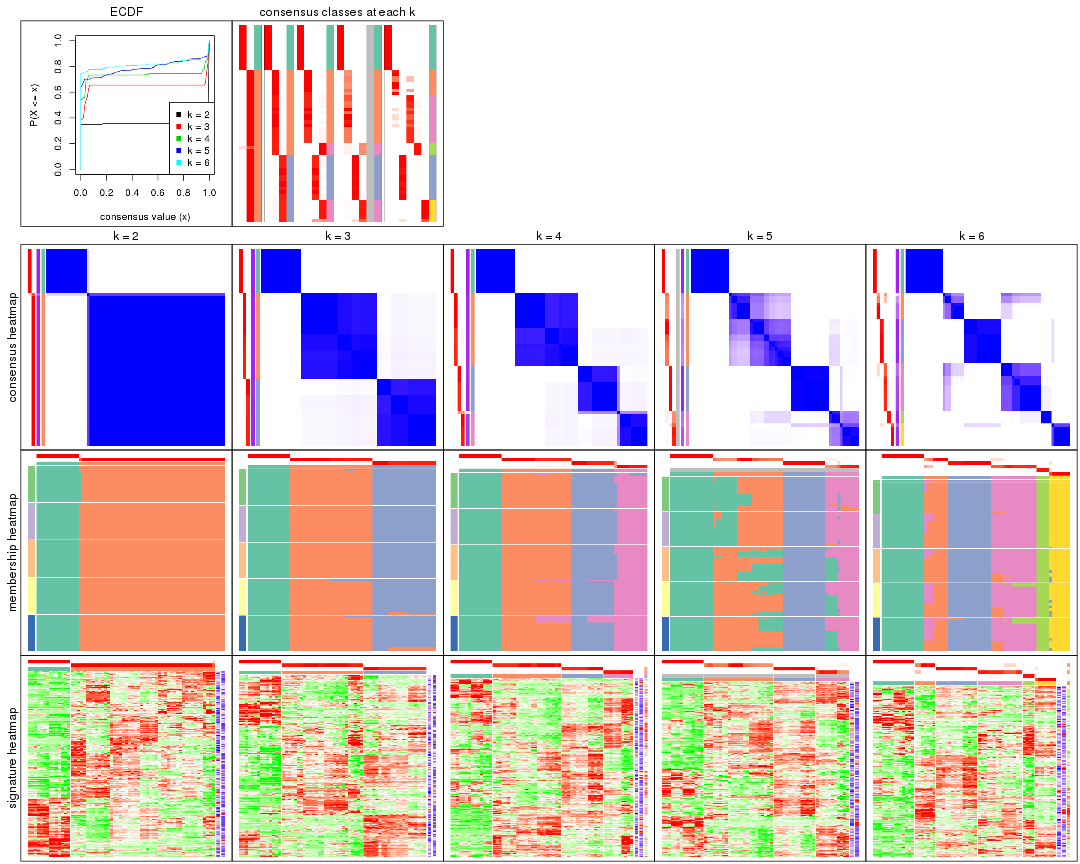 ECDF
consensus classes at each k
P(X <= x)
0.0 0.2 0.4 0.6 0.8 1.0
k = 2
k = 3
k = 4
k = 5
k = 6
0.0 0.2 0.4 0.6 0.8 1.0
consensus value (x)
k = 2 k = 3 k = 4 k = 5 k = 6
consensus heatmap
membership heatmap
signature heatmap